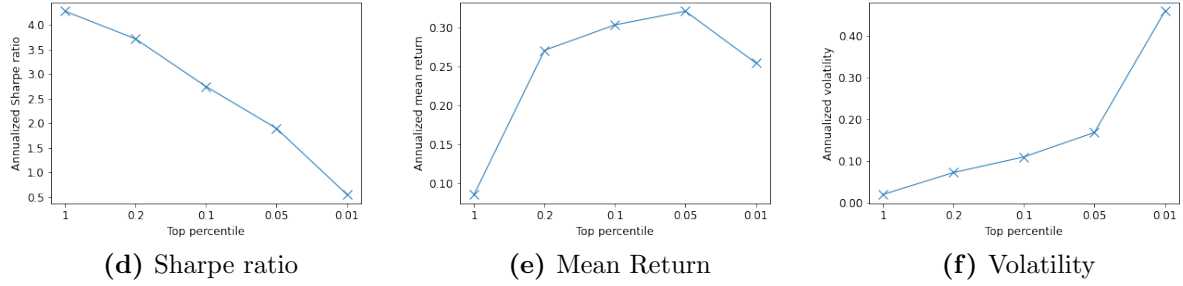 Annualized Sharpe ratio
4.0
3.5
3.0
2.5
2.0
1.5
1.0
0.5
1 0.2 0.1 0.05 0.01
Top percentile
(d) Sharpe ratio
Annualized mean return
0.30
0.25
0.20
0.15
0.10
1 0.2 0.1 0.05 0.01
Top percentile
(e) Mean Return
Annualized volatility
0.40
0.30
0.20
0.10
0.00
1 0.2 0.1 0.05 0.01
Top percentile
(f) Volatility